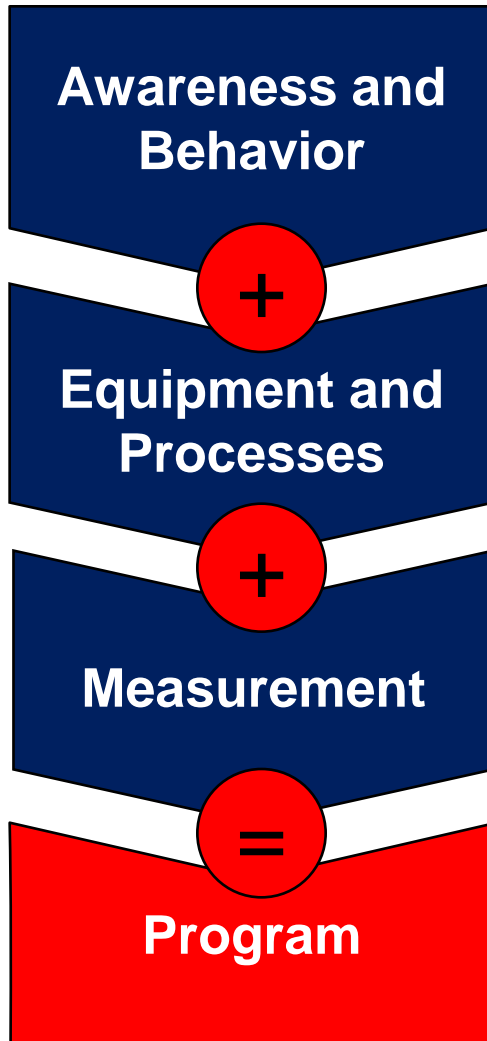 Awareness and
Behavior
+
Equipment and
Processes
+
Measurement
=
Program